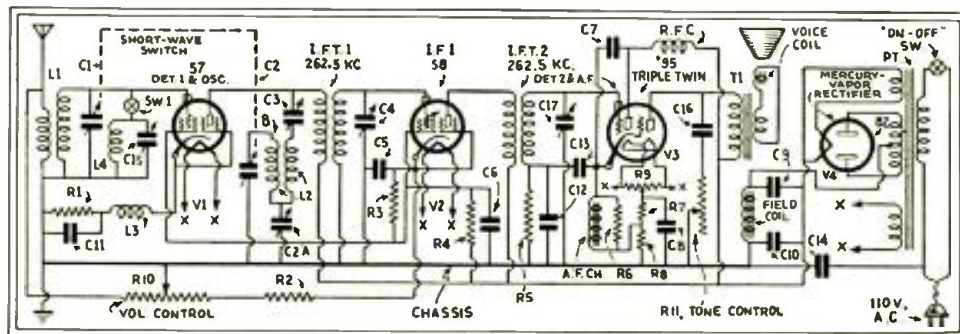 SHORT-WAVE
SWITCH
L1
C1
C2
57
DET.1 & OSC.
SW.1
L4
C15
R1
L3
C11
V1
X X
B
C3
L2
C2A
I.F.T.1
262.5 KC.
C4
C5
R3
I F 1
58
V2
X X
R4
C6
I.F.T.2
262.5 KC.
C17
C13
C12
R5
C7
R.F.C.
DET 2 & A.F.
'95
TRIPLE TWIN
V3
R9
X X
R7
C8
A.F.CH
R6
R8
C16
T1
VOICE
COIL
"ON-OFF"
SW
PT
MERCURY-
VAPOR
RECTIFIER
82
V4
C9
FIELD
COIL
C10
C14
X
X
R10
VOL CONTROL
R2
CHASSIS
R11, TONE CONTROL
110 V.,
A.C.